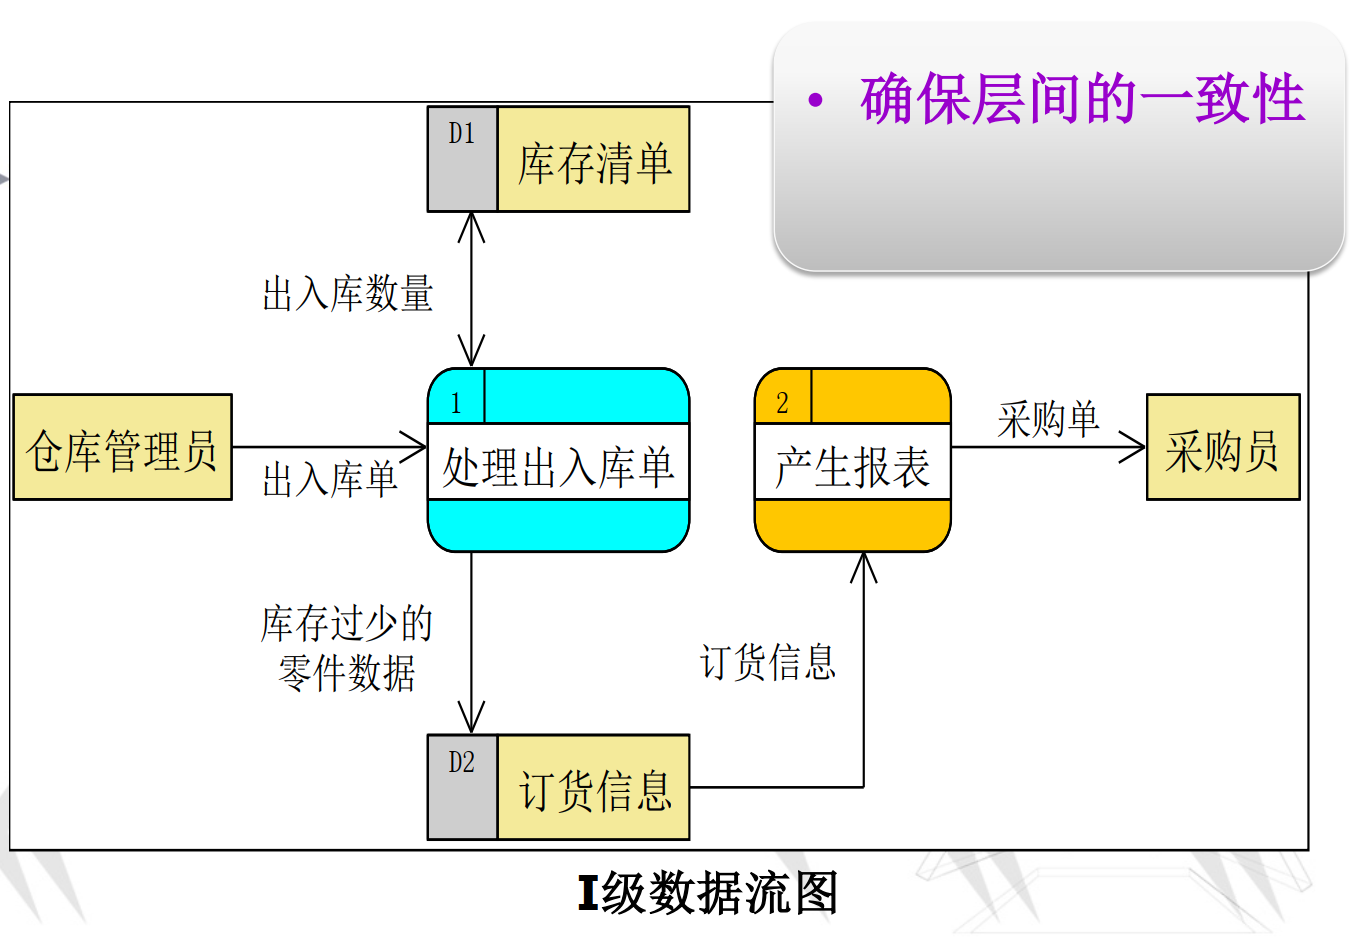 • 确保层间的一致性
D1
库存清单
出入库数量
仓库管理员
出入库单
1
处理出入库单
2
产生报表
采购单
采购员
库存过少的
零件数据
订货信息
D2
订货信息
I级数据流图